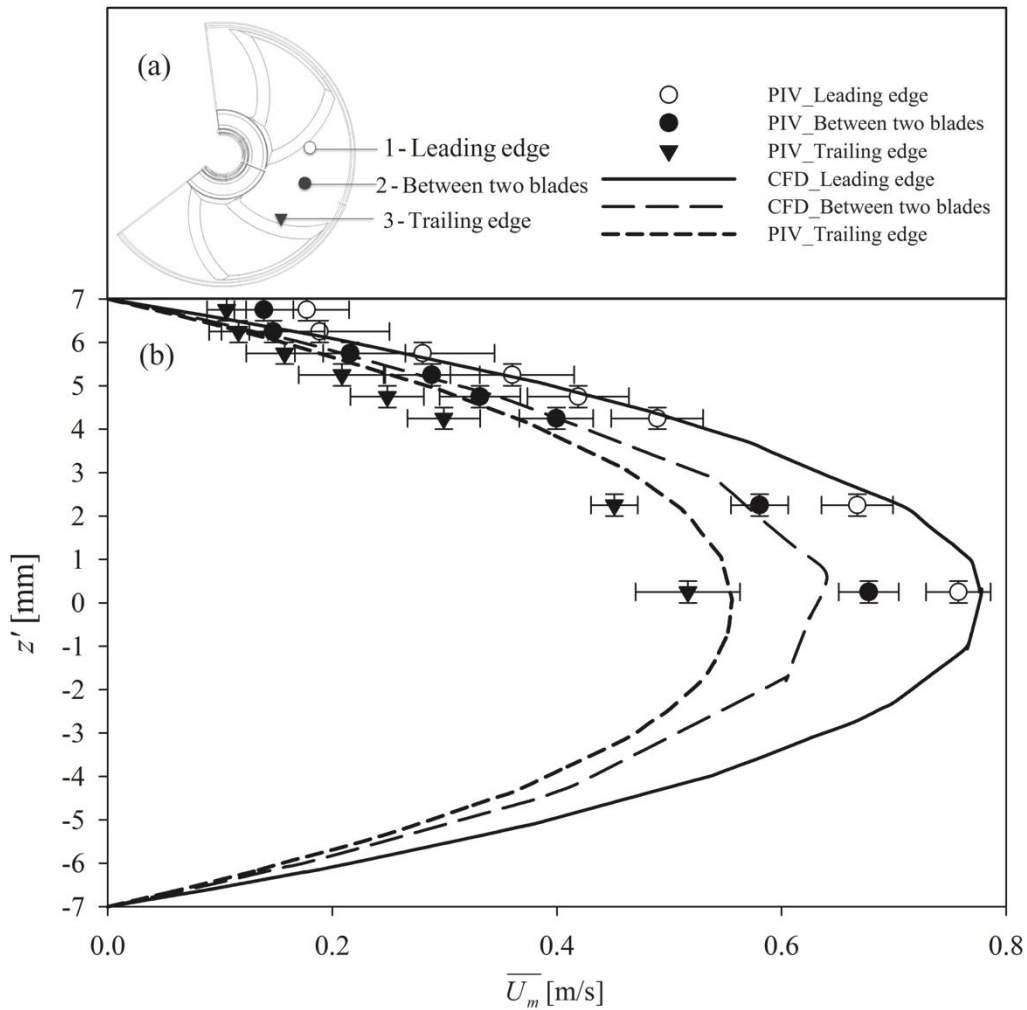 (a)
1- Leading edge
2- Between two blades
3- Trailing edge
PIV_Leading edge
PIV_Between two blades
PIV_Trailing edge
CFD_Leading edge
CFD_Between two blades
PIV_Trailing edge
(b)
7
6
5
4
3
2
1
0
-1
-2
-3
-4
-5
-6
-7
z' [mm]
0.0 0.2 0.4 0.6 0.8
U_m [m/s]